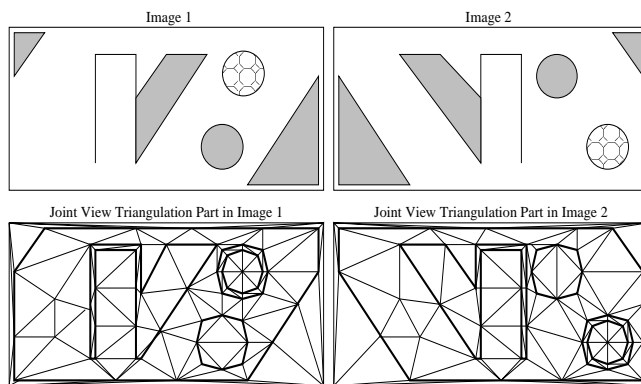 Image 1
Image 2
Joint View Triangulation Part in Image 1
Joint View Triangulation Part in Image 2